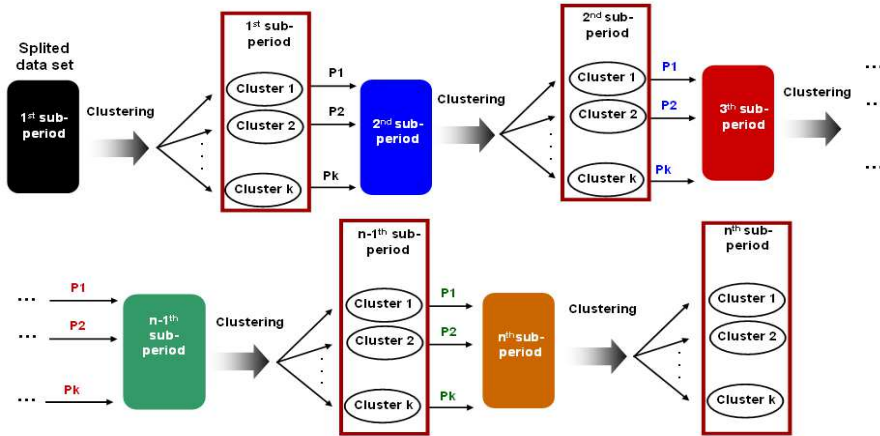 Splited
data set
1st sub-
period
Clustering
1st sub-
period
Cluster 1
Cluster 2
Cluster k
P1
P2
Pk
2nd sub-
period
Clustering
2nd sub-
period
Cluster 1
Cluster 2
Cluster k
P1
P2
Pk
3th sub-
period
Clustering
...
...
...
... P1
... P2
... Pk
n-1th
sub-
period
Clustering
n-1th sub-
period
Cluster 1
Cluster 2
Cluster k
P1
P2
Pk
nth sub-
period
Clustering
nth sub-
period
Cluster 1
Cluster 2
Cluster k